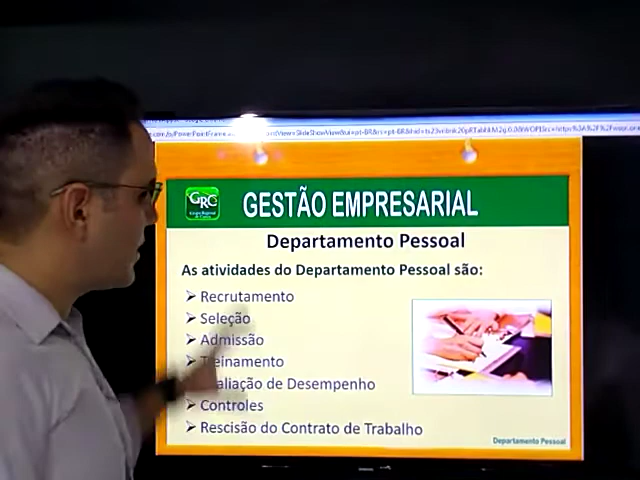 GRC
GESTÃO EMPRESARIAL
Departamento Pessoal
As atividades do Departamento Pessoal são:
Recrutamento
Seleção
Admissão
Treinamento
Avaliação de Desempenho
Controles
Rescisão do Contrato de Trabalho
Departamento Pessoal